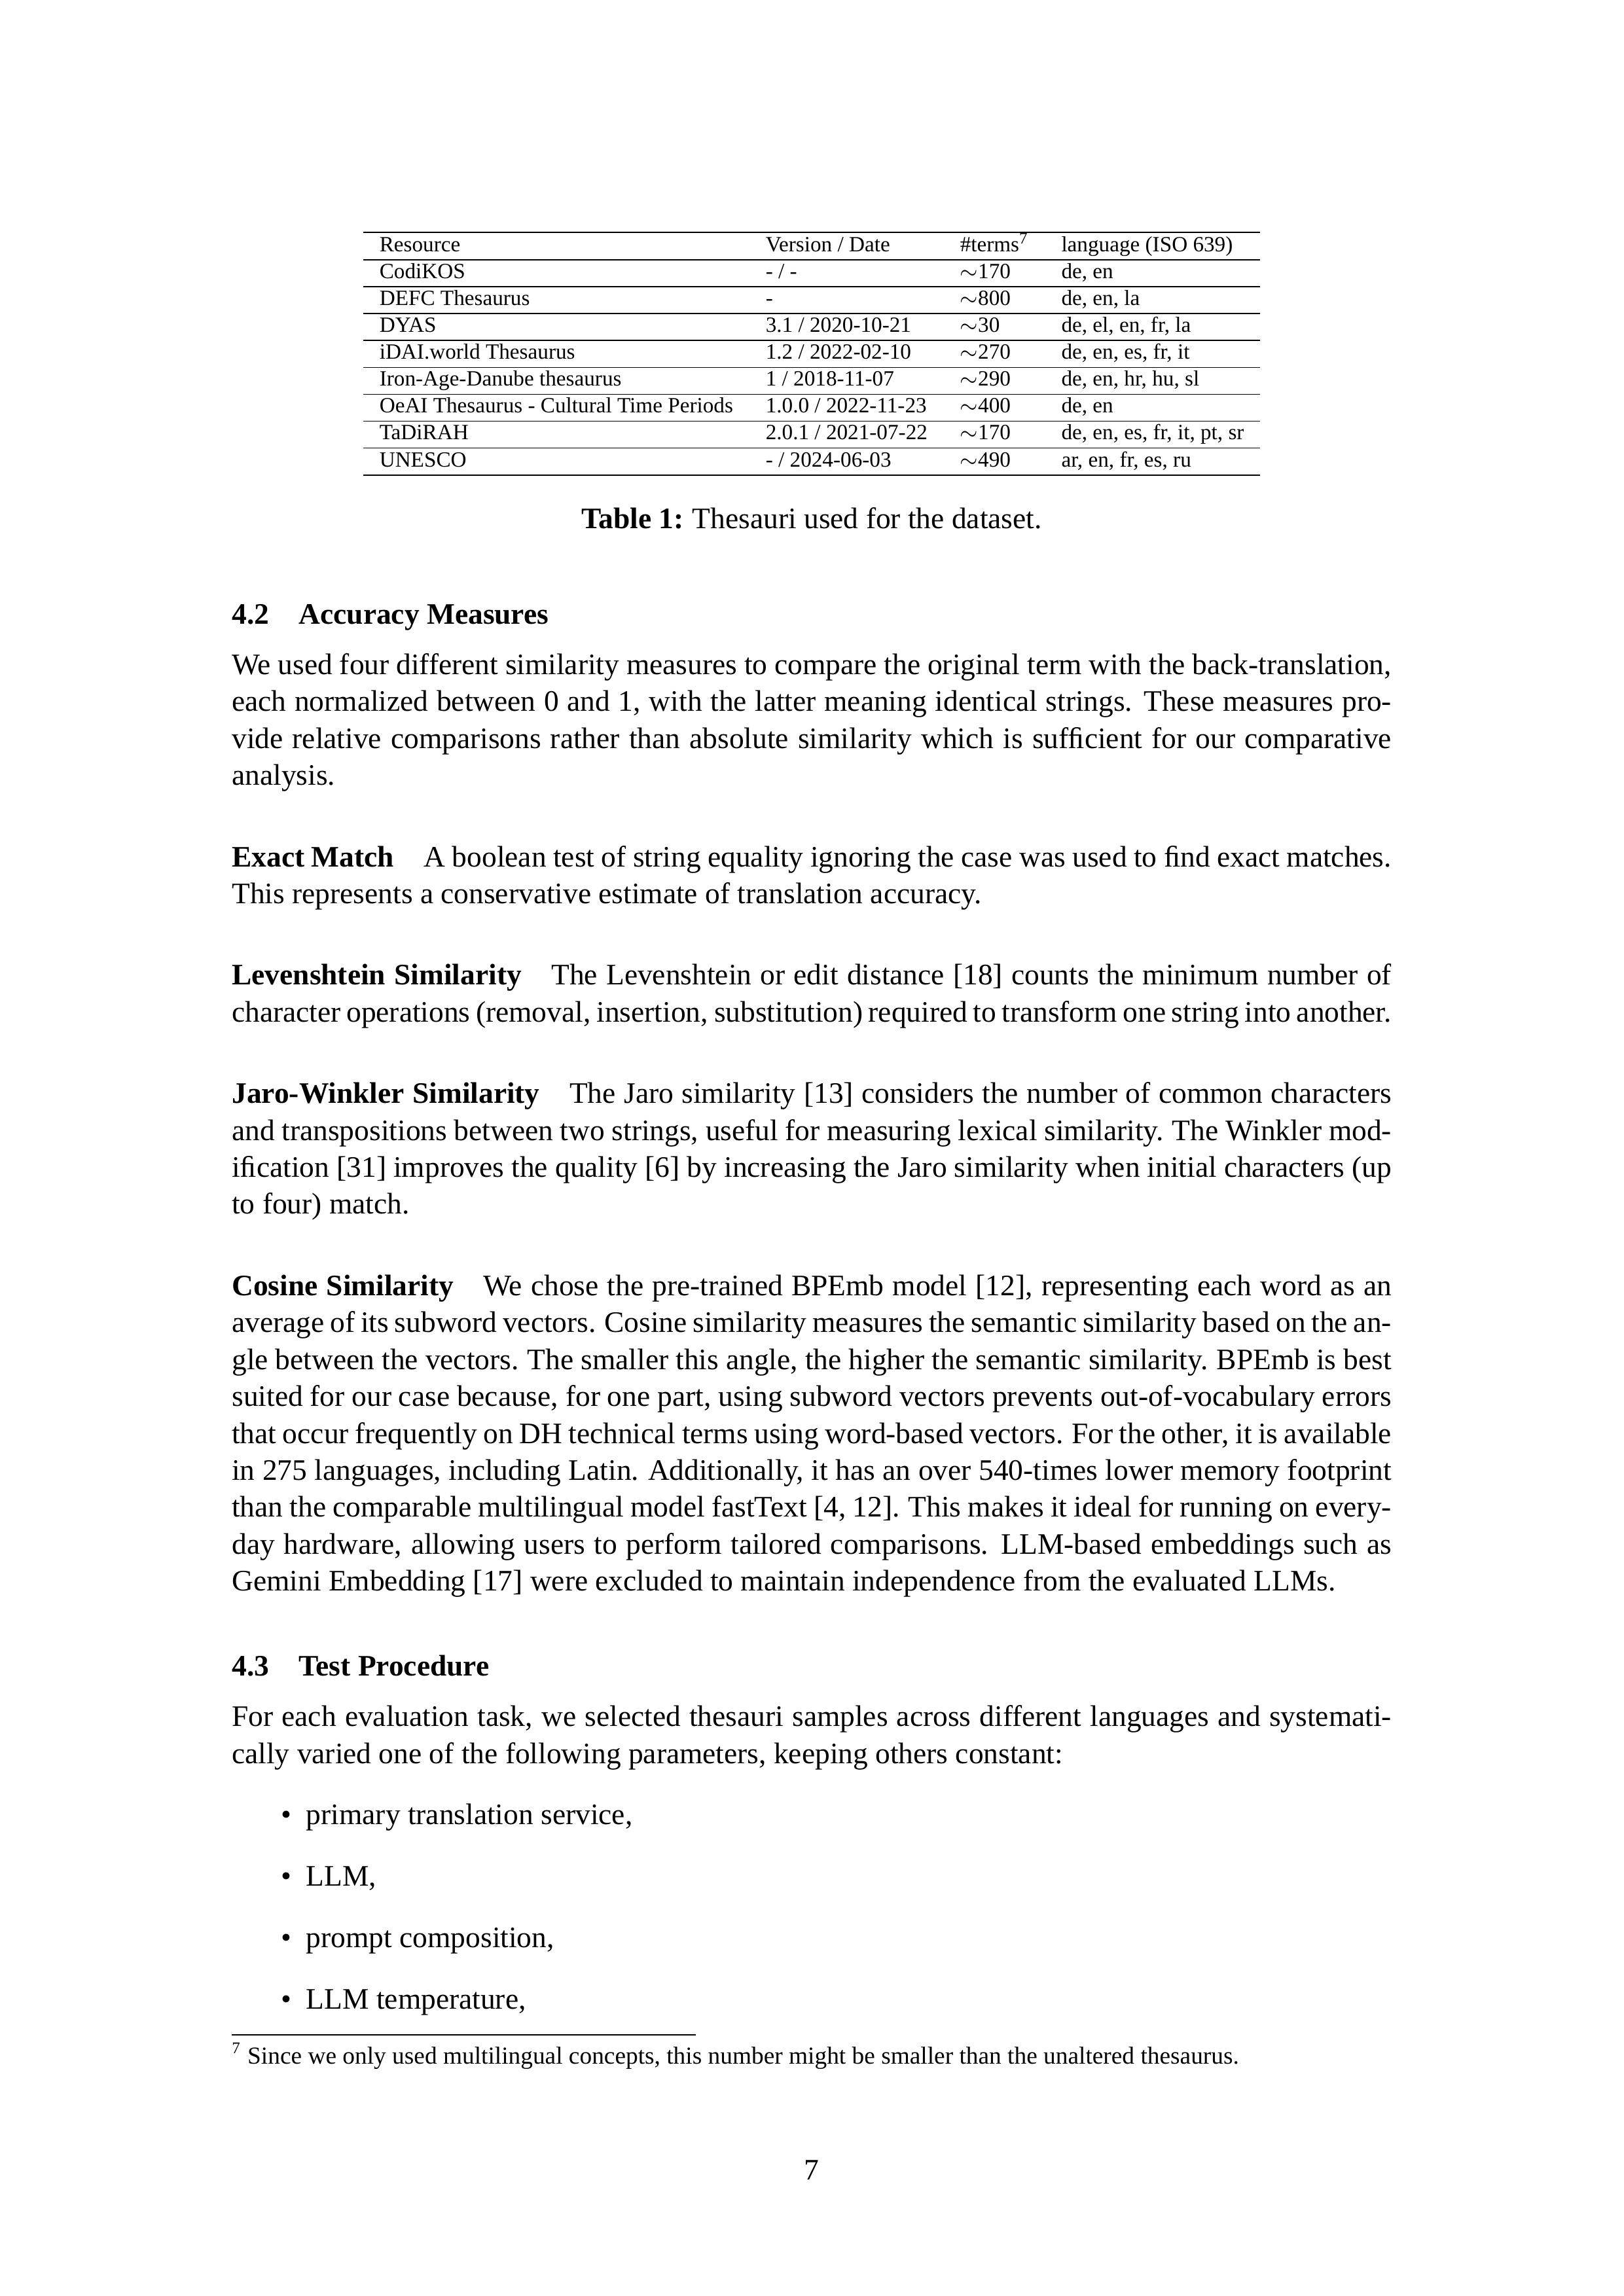 Resource Version / Date #terms7 language (ISO 639)
CodiKOS - / - ∼170 de, en
DEFC Thesaurus - ∼800 de, en, la
DYAS 3.1 / 2020-10-21 ∼30 de, el, en, fr, la
iDAI.world Thesaurus 1.2 / 2022-02-10 ∼270 de, en, es, fr, it
Iron-Age-Danube thesaurus 1 / 2018-11-07 ∼290 de, en, hr, hu, sl
OeAI Thesaurus - Cultural Time Periods 1.0.0 / 2022-11-23 ∼400 de, en
TaDiRAH 2.0.1 / 2021-07-22 ∼170 de, en, es, fr, it, pt, sr
UNESCO - / 2024-06-03 ∼490 ar, en, fr, es, ru
Table 1: Thesauri used for the dataset.
4.2 Accuracy Measures
We used four different similarity measures to compare the original term with the back-translation,
each normalized between 0 and 1, with the latter meaning identical strings. These measures pro-
vide relative comparisons rather than absolute similarity which is sufficient for our comparative
analysis.
Exact Match A boolean test of string equality ignoring the case was used to find exact matches.
This represents a conservative estimate of translation accuracy.
Levenshtein Similarity The Levenshtein or edit distance [18] counts the minimum number of
character operations (removal, insertion, substitution) required to transform one string into another.
Jaro-Winkler Similarity The Jaro similarity [13] considers the number of common characters
and transpositions between two strings, useful for measuring lexical similarity. The Winkler mod-
ification [31] improves the quality [6] by increasing the Jaro similarity when initial characters (up
to four) match.
Cosine Similarity We chose the pre-trained BPEmb model [12], representing each word as an
average of its subword vectors. Cosine similarity measures the semantic similarity based on the an-
gle between the vectors. The smaller this angle, the higher the semantic similarity. BPEmb is best
suited for our case because, for one part, using subword vectors prevents out-of-vocabulary errors
that occur frequently on DH technical terms using word-based vectors. For the other, it is available
in 275 languages, including Latin. Additionally, it has an over 540-times lower memory footprint
than the comparable multilingual model fastText [4, 12]. This makes it ideal for running on every-
day hardware, allowing users to perform tailored comparisons. LLM-based embeddings such as
Gemini Embedding [17] were excluded to maintain independence from the evaluated LLMs.
4.3 Test Procedure
For each evaluation task, we selected thesauri samples across different languages and systemati-
cally varied one of the following parameters, keeping others constant:
• primary translation service,
• LLM,
• prompt composition,
• LLM temperature,
7 Since we only used multilingual concepts, this number might be smaller than the unaltered thesaurus.
7